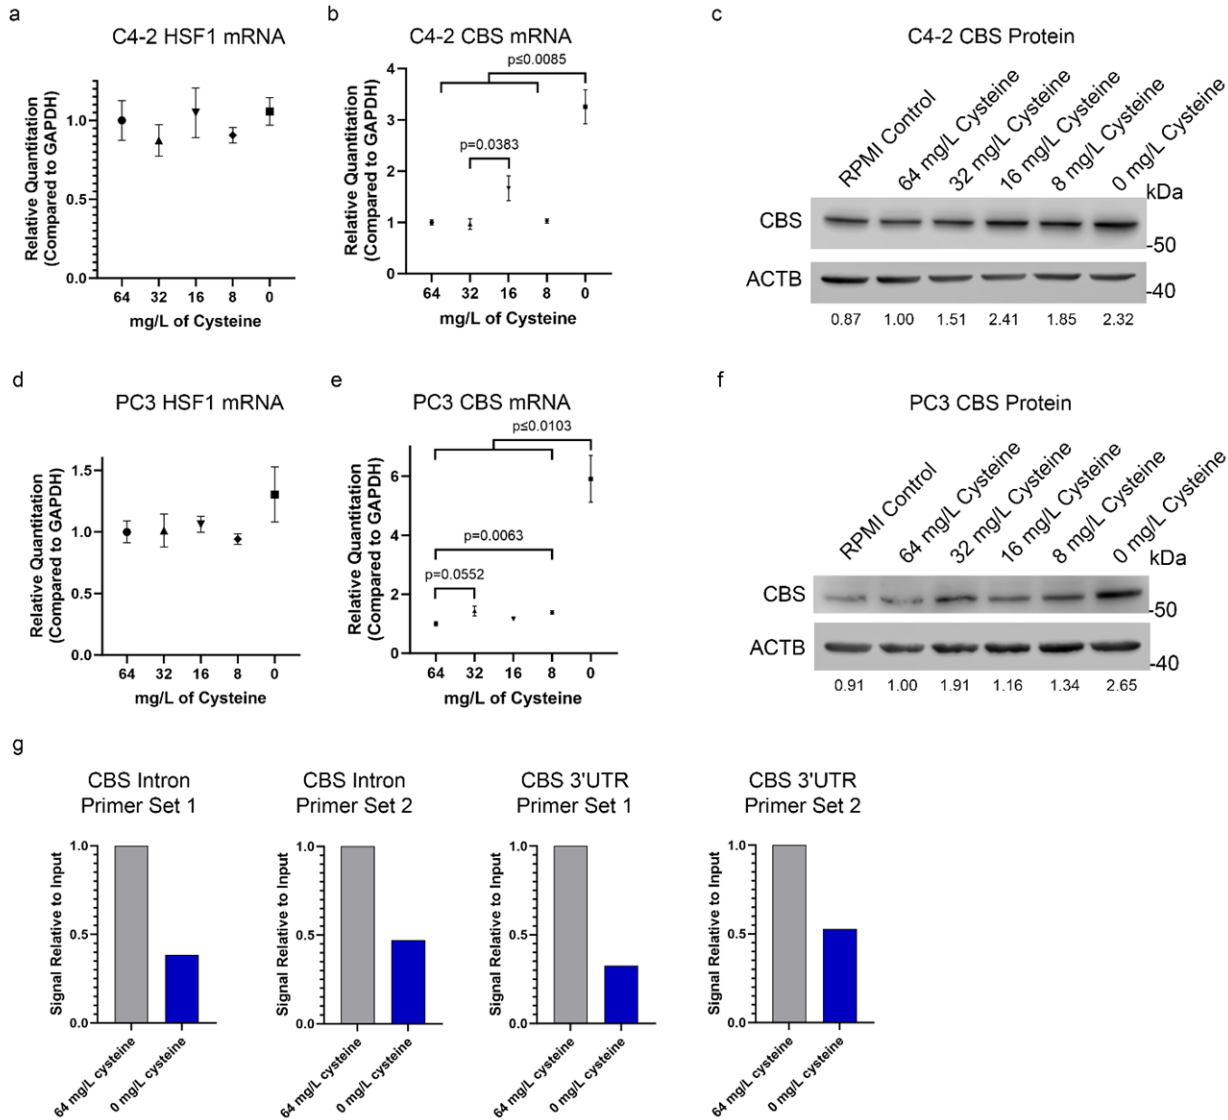 a
C4-2 HSF1 mRNA
Relative Quantitation
(Compared to GAPDH)
1.0
0.5
0.0
64 32 16 8 0
mg/L of Cysteine
b
C4-2 CBS mRNA
p≤0.0085
p=0.0383
Relative Quantitation
(Compared to GAPDH)
4
3
2
1
0
64 32 16 8 0
mg/L of Cysteine
c
C4-2 CBS Protein
RPMI Control
64 mg/L Cysteine
32 mg/L Cysteine
16 mg/L Cysteine
8 mg/L Cysteine
0 mg/L Cysteine
kDa
CBS
-50
ACTB
-40
0.87 1.00 1.51 2.41 1.85 2.32
d
PC3 HSF1 mRNA
Relative Quantitation
(Compared to GAPDH)
1.5
1.0
0.5
0.0
64 32 16 8 0
mg/L of Cysteine
e
PC3 CBS mRNA
p≤0.0103
p=0.0063
p=0.0552
Relative Quantitation
(Compared to GAPDH)
6
4
2
0
64 32 16 8 0
mg/L of Cysteine
f
PC3 CBS Protein
RPMI Control
64 mg/L Cysteine
32 mg/L Cysteine
16 mg/L Cysteine
8 mg/L Cysteine
0 mg/L Cysteine
kDa
CBS
-50
ACTB
-40
0.91 1.00 1.91 1.16 1.34 2.65
g
CBS Intron
Primer Set 1
Signal Relative to Input
1.0
0.5
0.0
64 mg/L cysteine
0 mg/L cysteine
CBS Intron
Primer Set 2
Signal Relative to Input
1.0
0.5
0.0
64 mg/L cysteine
0 mg/L cysteine
CBS 3'UTR
Primer Set 1
Signal Relative to Input
1.0
0.5
0.0
64 mg/L cysteine
0 mg/L cysteine
CBS 3'UTR
Primer Set 2
Signal Relative to Input
1.0
0.5
0.0
64 mg/L cysteine
0 mg/L cysteine